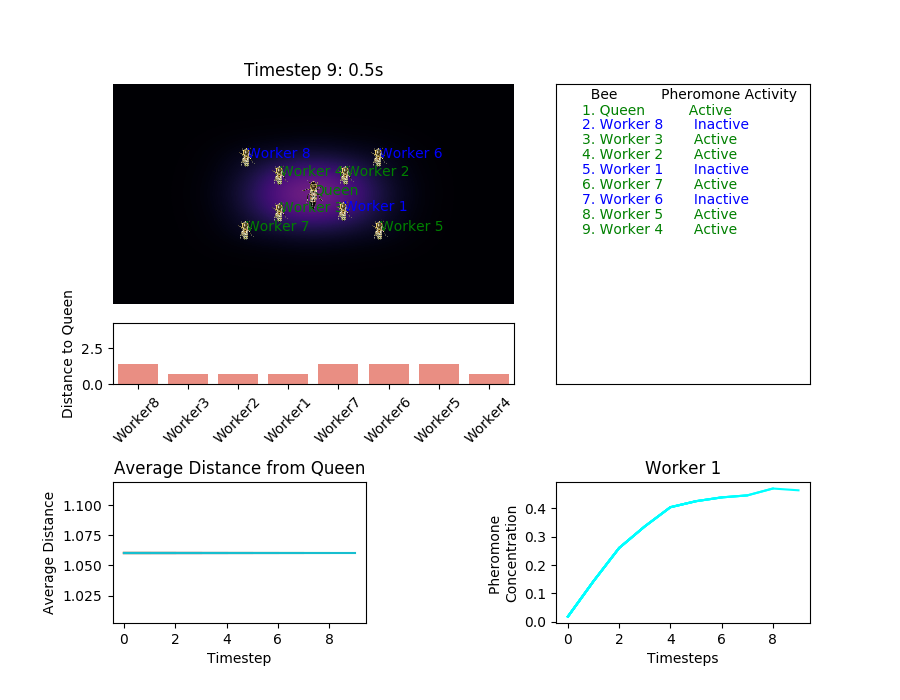 Timestep 9: 0.5s
Worker 8
Worker 6
Worker 4
Worker 2
Queen
Worker
Worker 1
Worker 7
Worker 5
Bee Pheromone Activity
1. Queen Active
2. Worker 8 Inactive
3. Worker 3 Active
4. Worker 2 Active
5. Worker 1 Inactive
6. Worker 7 Active
7. Worker 6 Inactive
8. Worker 5 Active
9. Worker 4 Active
Distance to Queen
2.5
0.0
Worker8
Worker3
Worker2
Worker1
Worker7
Worker6
Worker5
Worker4
Average Distance from Queen
Average Distance
1.100
1.075
1.050
1.025
0 2 4 6 8
Timestep
Worker 1
Pheromone
Concentration
0.4
0.3
0.2
0.1
0.0
0 2 4 6 8
Timesteps